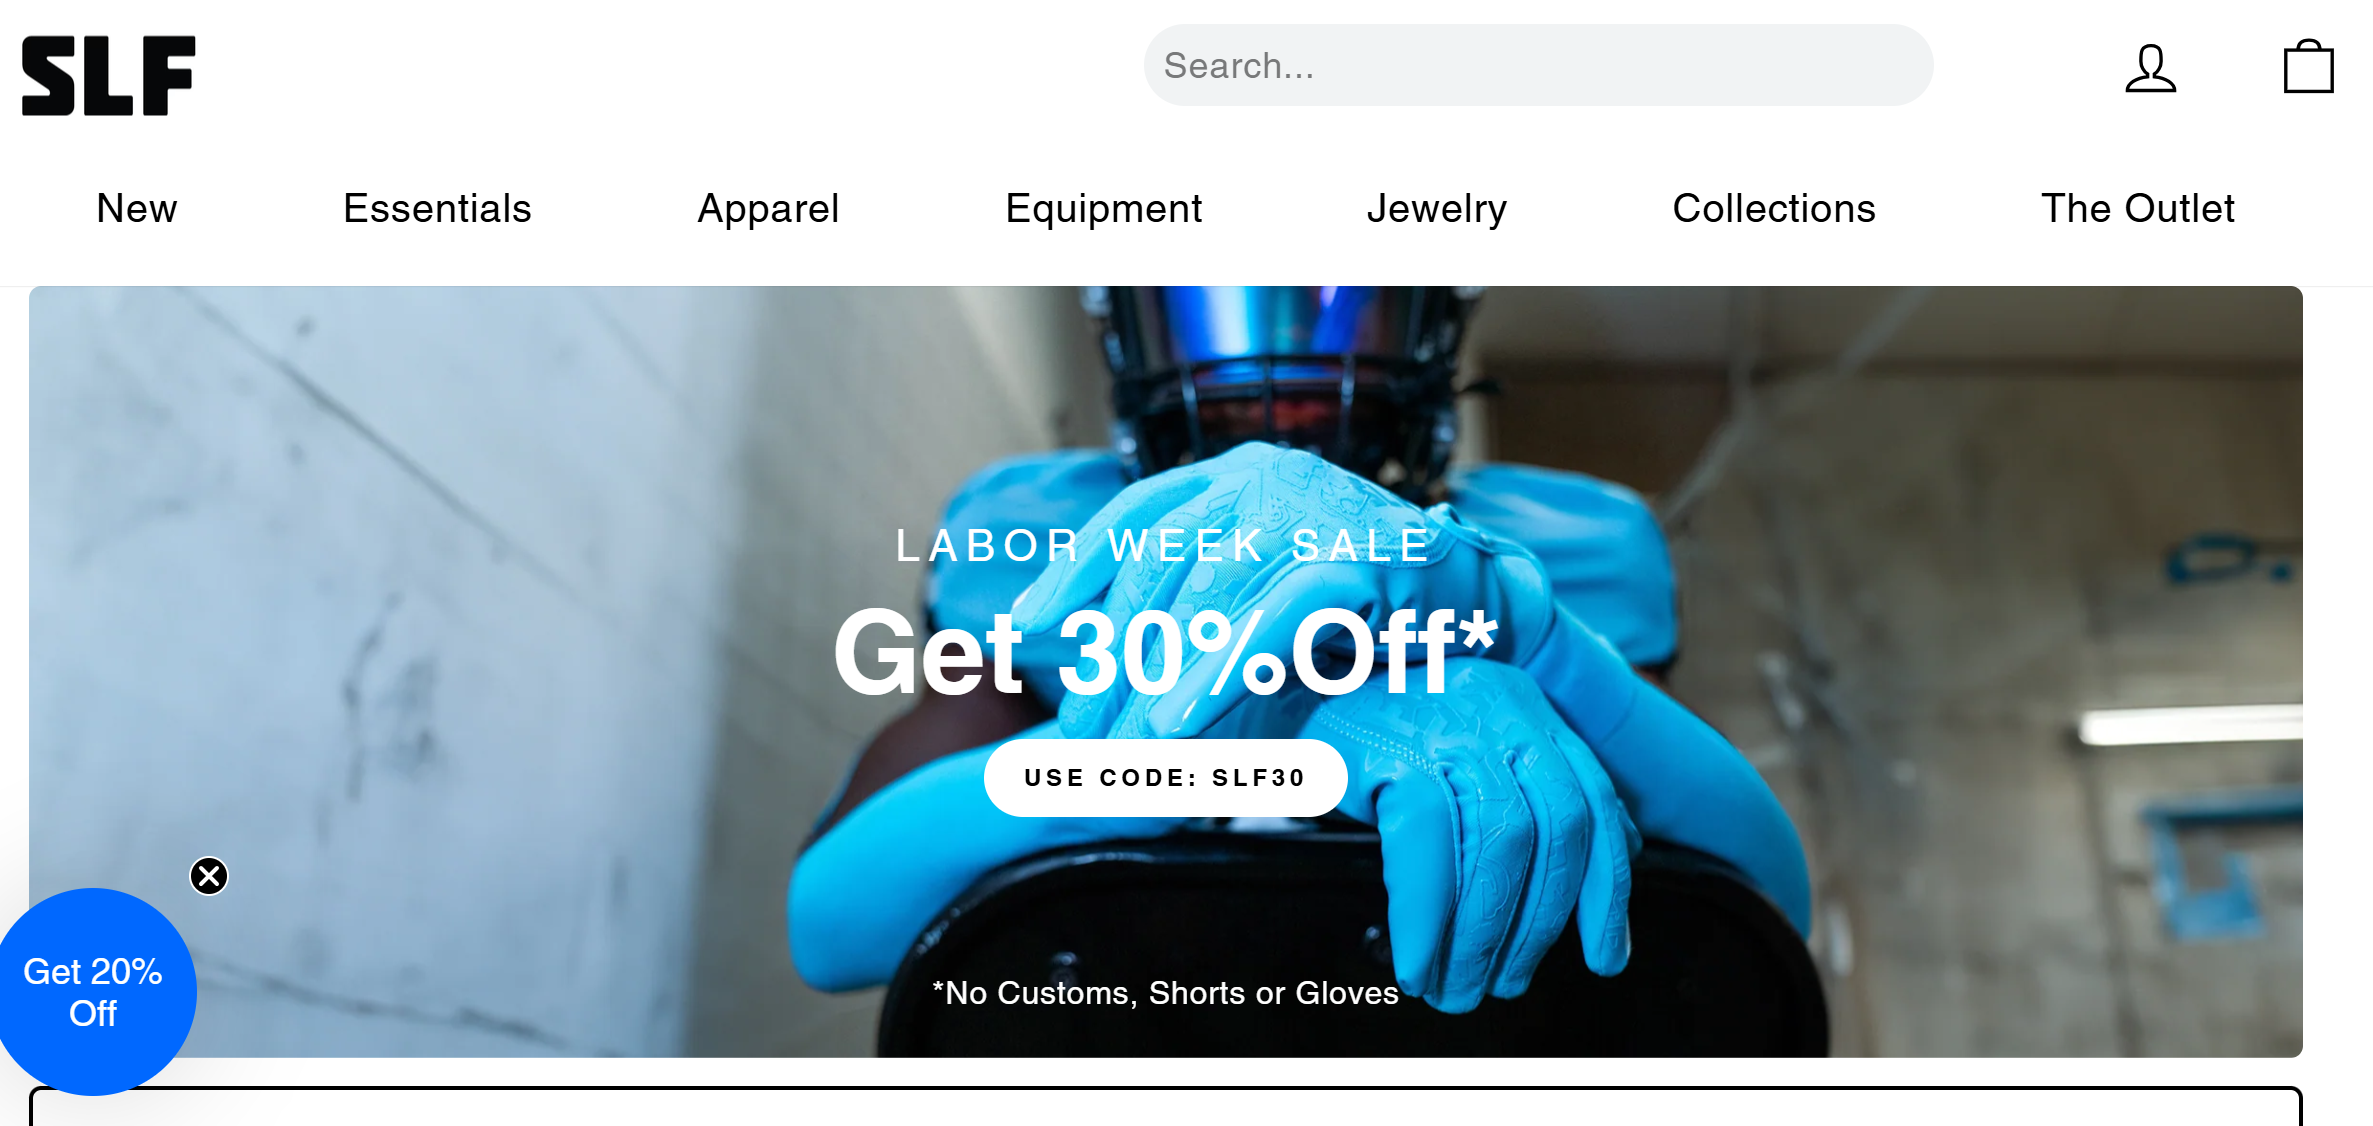 SLF
Search...
New
Essentials
Apparel
Equipment
Jewelry
Collections
The Outlet
LABOR WEEK SALE
Get 30%Off*
USE CODE: SLF30
*No Customs, Shorts or Gloves
Get 20%
Off